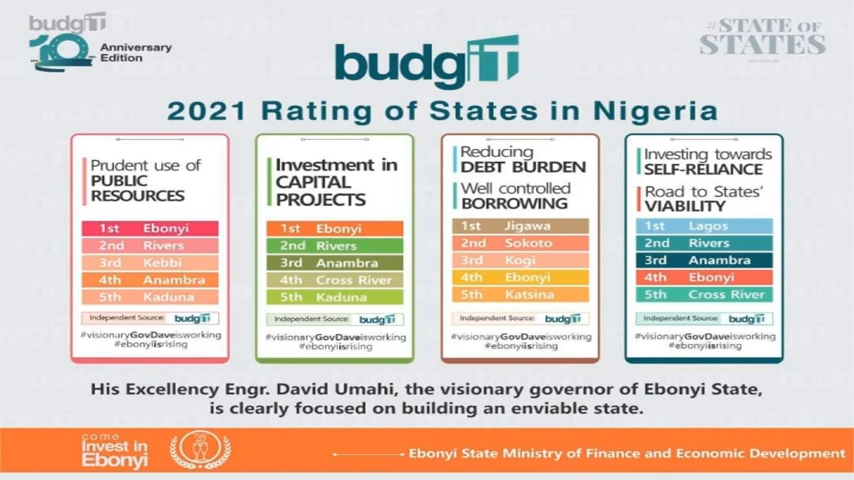 budgIT
10 Anniversary
Edition
#STATE OF
STATES
budgIT
2021 Rating of States in Nigeria
Prudent use of
PUBLIC
RESOURCES
1st Ebonyi
2nd Rivers
3rd Kebbi
4th Anambra
5th Kaduna
Independent Source: budgIT
#visionaryGovDaveisworking
#ebonyiisrising
Investment in
CAPITAL
PROJECTS
1st Ebonyi
2nd Rivers
3rd Anambra
4th Cross River
5th Kaduna
Independent Source: budgIT
#visionaryGovDaveisworking
#ebonyiisrising
Reducing
DEBT BURDEN
Well controlled
BORROWING
1st Jigawa
2nd Sokoto
3rd Kogi
4th Ebonyi
5th Katsina
Independent Source: budgIT
#visionaryGovDaveisworking
#ebonyiisrising
Investing towards
SELF-RELIANCE
Road to States'
VIABILITY
1st Lagos
2nd Rivers
3rd Anambra
4th Ebonyi
5th Cross River
Independent Source: budgIT
#visionaryGovDaveisworking
#ebonyiisrising
His Excellency Engr. David Umahi, the visionary governor of Ebonyi State,
is clearly focused on building an enviable state.
come
Invest in
Ebonyi
Ebonyi State Ministry of Finance and Economic Development